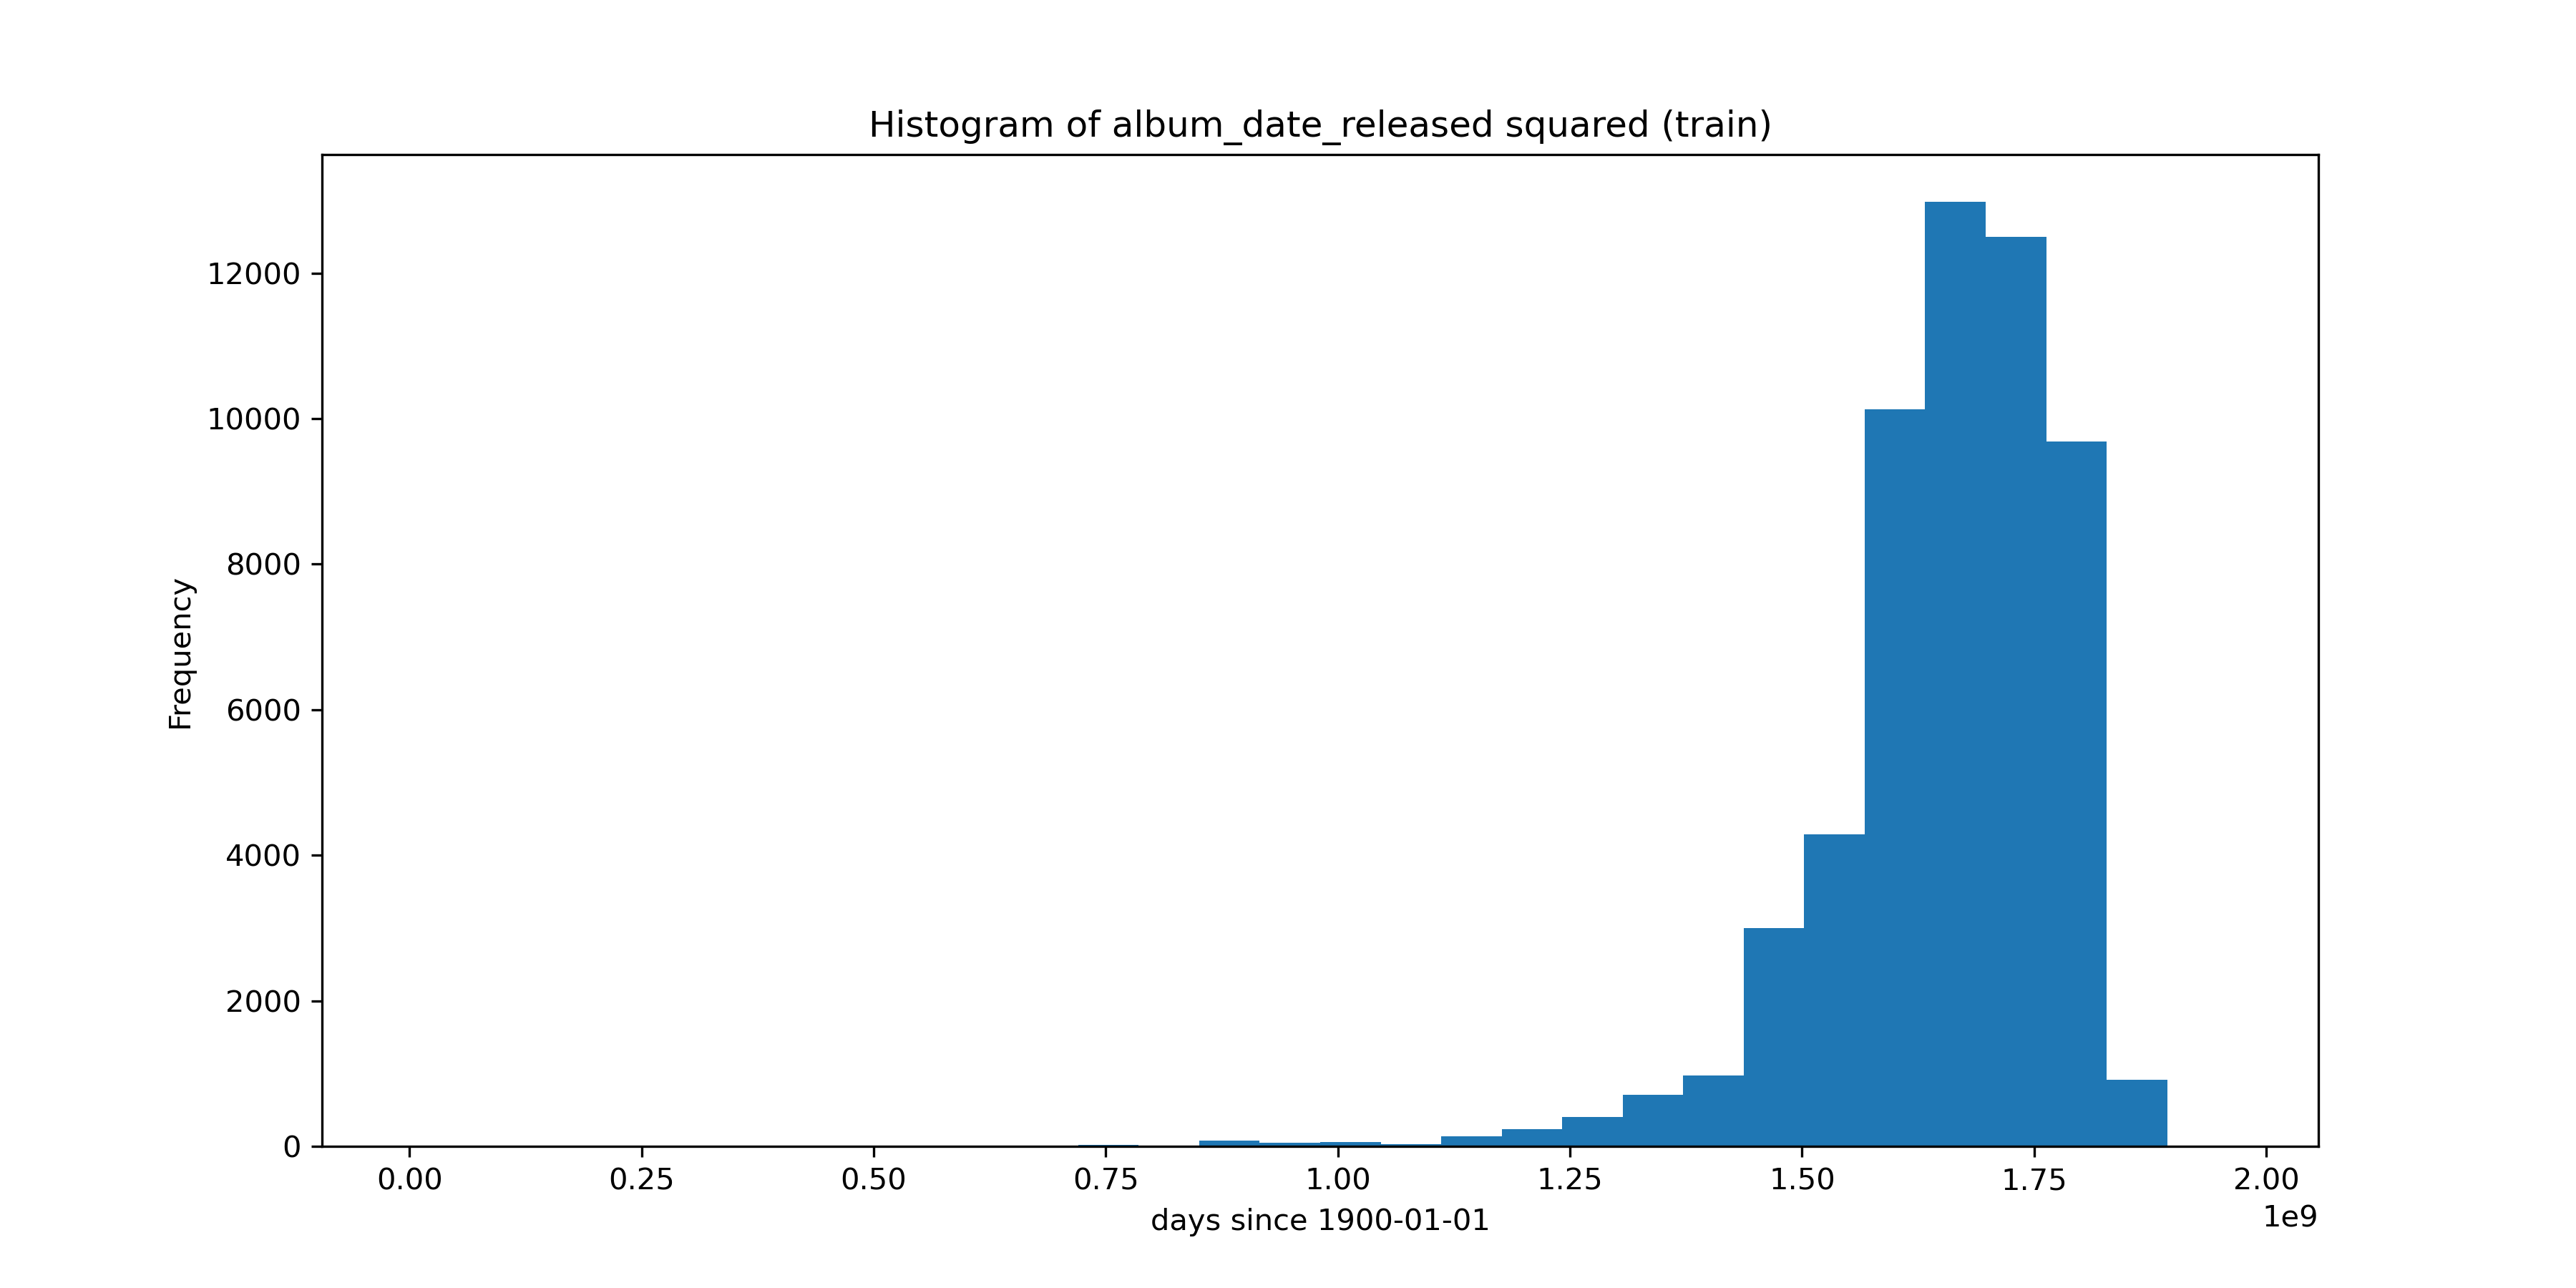 Histogram of album_date_released squared (train)
12000
10000
8000
6000
4000
2000
0
Frequency
0.00 0.25 0.50 0.75 1.00 1.25 1.50 1.75 2.00
1e9
days since 1900-01-01